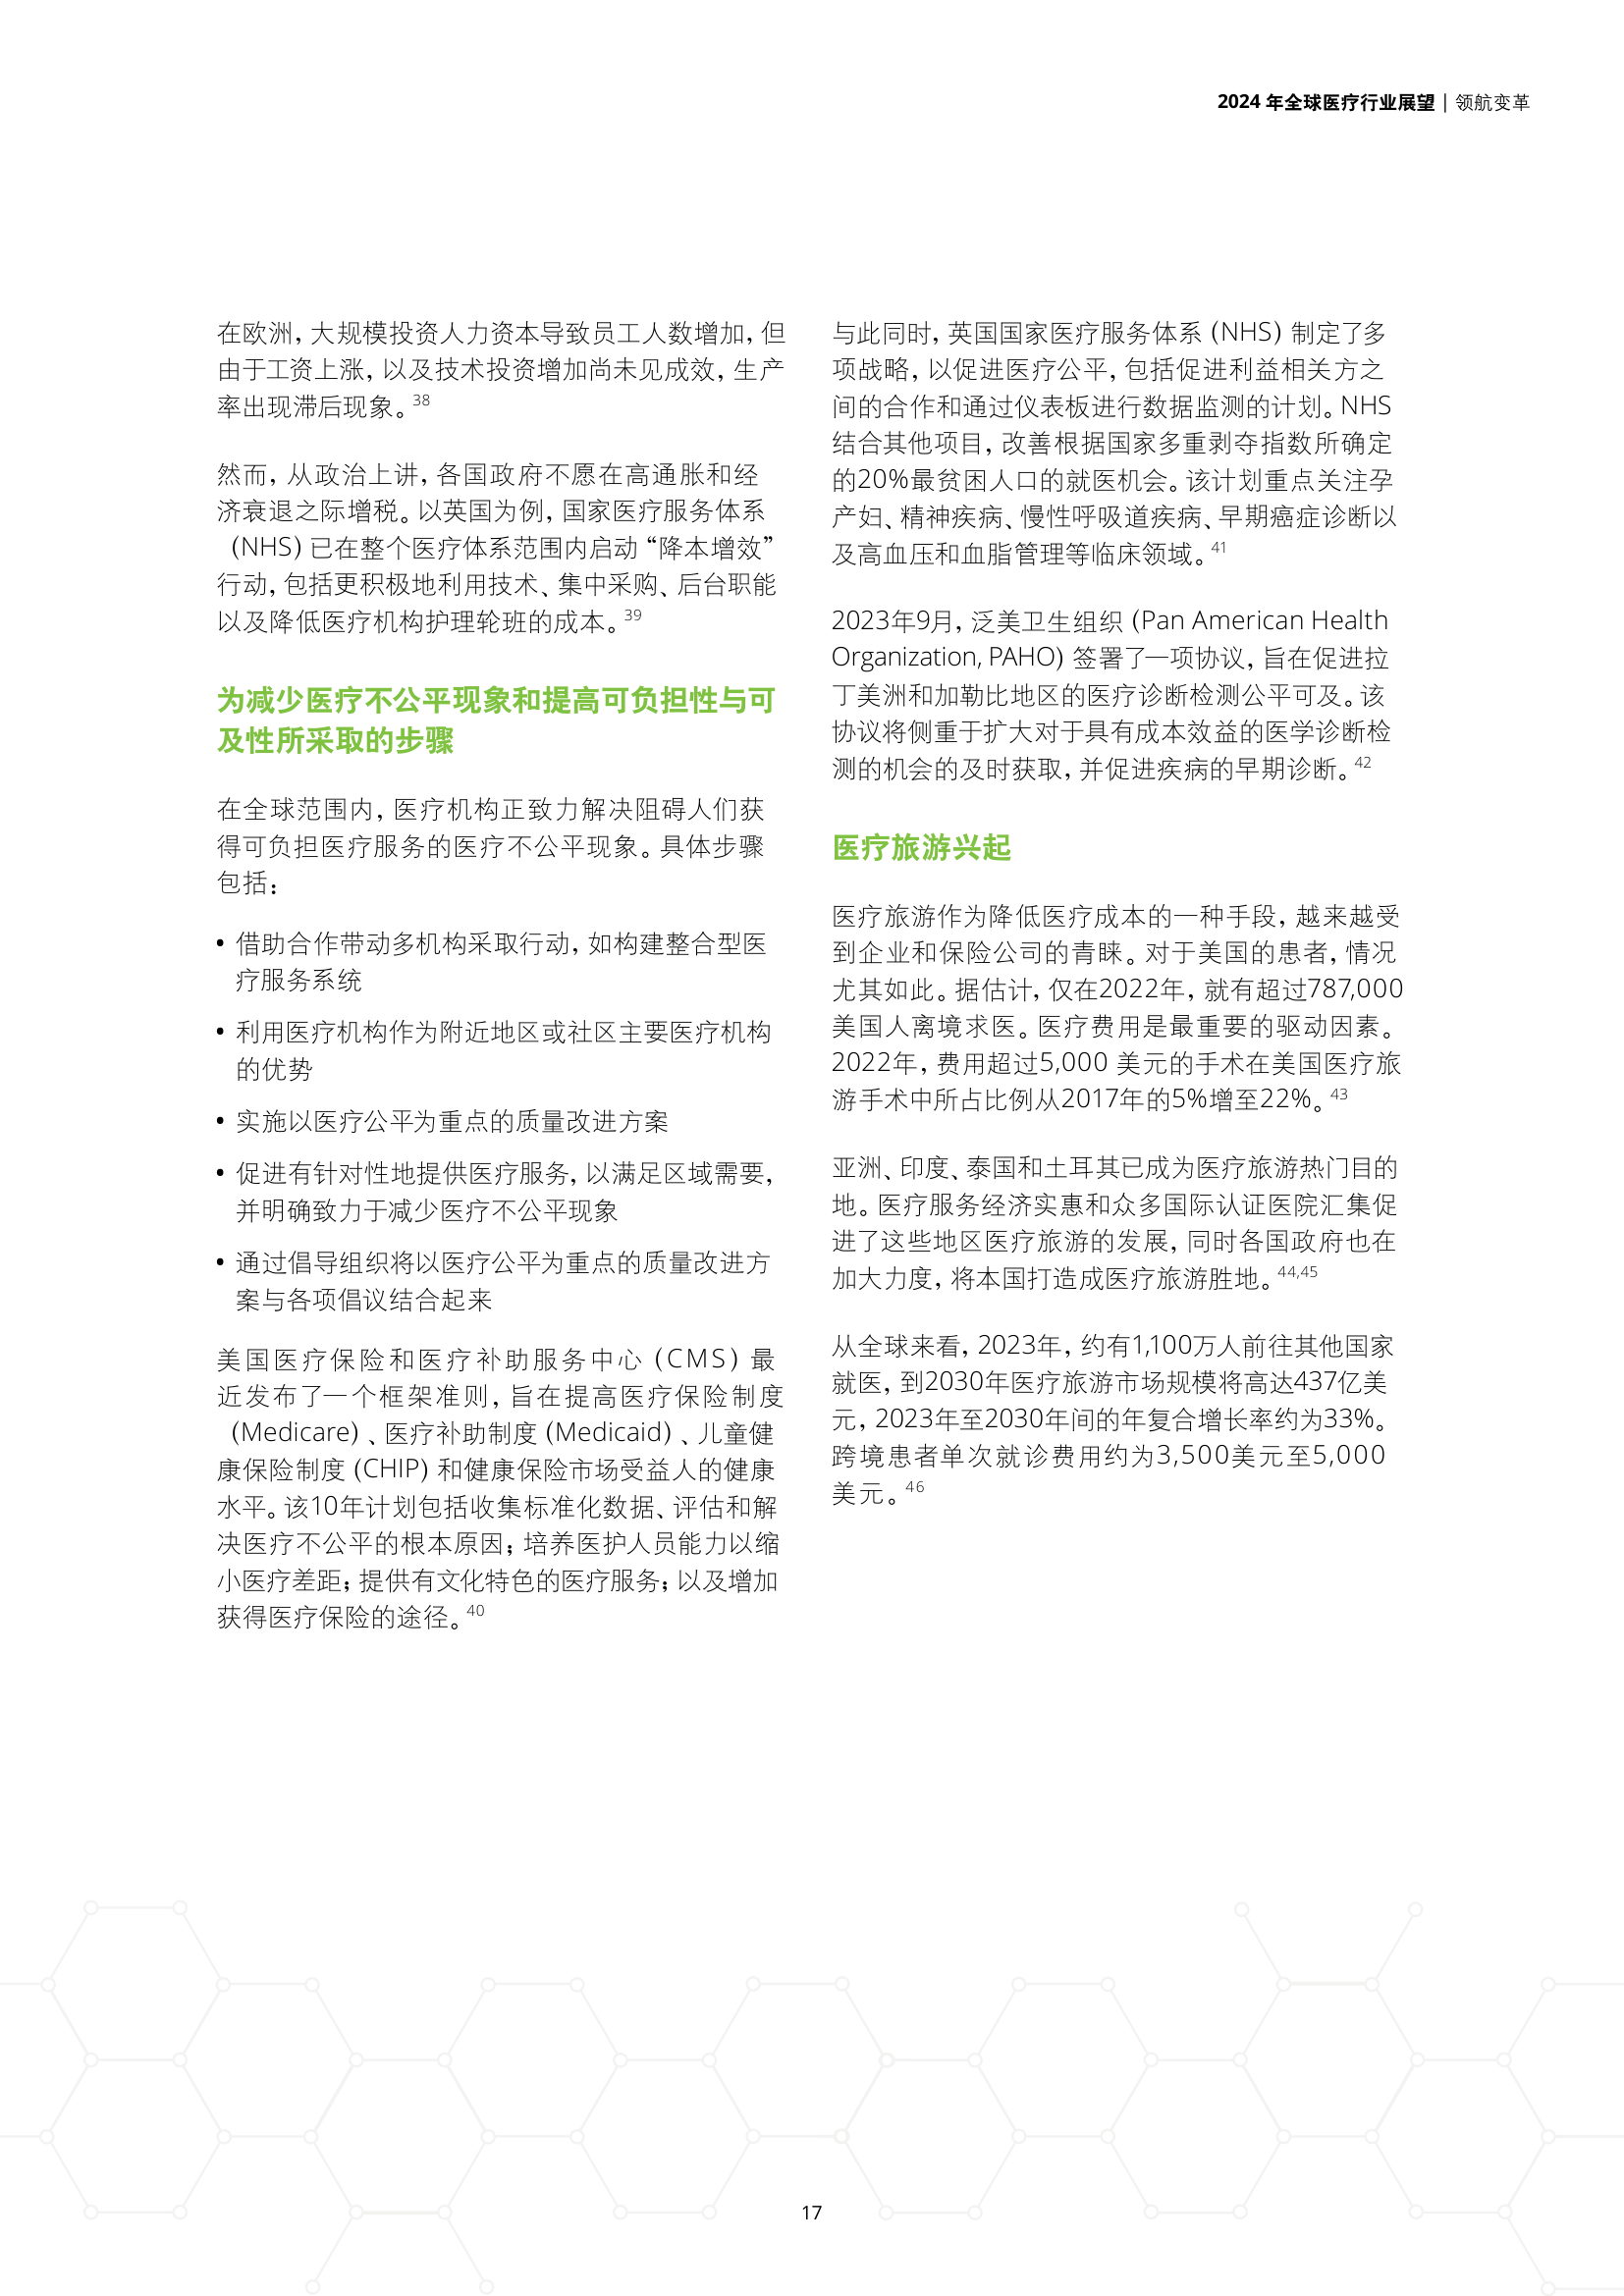 2024 年全球医疗行业展望 | 领航变革
在欧洲，大规模投资人力资本导致员工人数增加，但
由于工资上涨，以及技术投资增加尚未见成效，生产
率出现滞后现象。38
然而，从政治上讲，各国政府不愿在高通胀和经
济衰退之际增税。以英国为例，国家医疗服务体系
（NHS）已在整个医疗体系范围内启动“降本增效”
行动，包括更积极地利用技术、集中采购、后台职能
以及降低医疗机构护理轮班的成本。39
为减少医疗不公平现象和提高可负担性与可
及性所采取的步骤
在全球范围内，医疗机构正致力解决阻碍人们获
得可负担医疗服务的医疗不公平现象。具体步骤
包括：
• 借助合作带动多机构采取行动，如构建整合型医
疗服务系统
• 利用医疗机构作为附近地区或社区主要医疗机构
的优势
• 实施以医疗公平为重点的质量改进方案
• 促进有针对性地提供医疗服务，以满足区域需要，
并明确致力于减少医疗不公平现象
• 通过倡导组织将以医疗公平为重点的质量改进方
案与各项倡议结合起来
美国医疗保险和医疗补助服务中心（CMS）最
近发布了一个框架准则，旨在提高医疗保险制度
（Medicare）、医疗补助制度（Medicaid）、儿童健
康保险制度（CHIP）和健康保险市场受益人的健康
水平。该10年计划包括收集标准化数据、评估和解
决医疗不公平的根本原因；培养医护人员能力以缩
小医疗差距；提供有文化特色的医疗服务；以及增加
获得医疗保险的途径。40
与此同时，英国国家医疗服务体系（NHS）制定了多
项战略，以促进医疗公平，包括促进利益相关方之
间的合作和通过仪表板进行数据监测的计划。NHS
结合其他项目，改善根据国家多重剥夺指数所确定
的20%最贫困人口的就医机会。该计划重点关注孕
产妇、精神疾病、慢性呼吸道疾病、早期癌症诊断以
及高血压和血脂管理等临床领域。41
2023年9月，泛美卫生组织（Pan American Health
Organization, PAHO）签署了一项协议，旨在促进拉
丁美洲和加勒比地区的医疗诊断检测公平可及。该
协议将侧重于扩大对于具有成本效益的医学诊断检
测的机会的及时获取，并促进疾病的早期诊断。42
医疗旅游兴起
医疗旅游作为降低医疗成本的一种手段，越来越受
到企业和保险公司的青睐。对于美国的患者，情况
尤其如此。据估计，仅在2022年，就有超过787,000
美国人离境求医。医疗费用是最重要的驱动因素。
2022年，费用超过5,000 美元的手术在美国医疗旅
游手术中所占比例从2017年的5%增至22%。43
亚洲、印度、泰国和土耳其已成为医疗旅游热门目的
地。医疗服务经济实惠和众多国际认证医院汇集促
进了这些地区医疗旅游的发展，同时各国政府也在
加大力度，将本国打造成医疗旅游胜地。44,45
从全球来看，2023年，约有1,100万人前往其他国家
就医，到2030年医疗旅游市场规模将高达437亿美
元，2023年至2030年间的年复合增长率约为33%。
跨境患者单次就诊费用约为3,500美元至5,000
美元。46
17